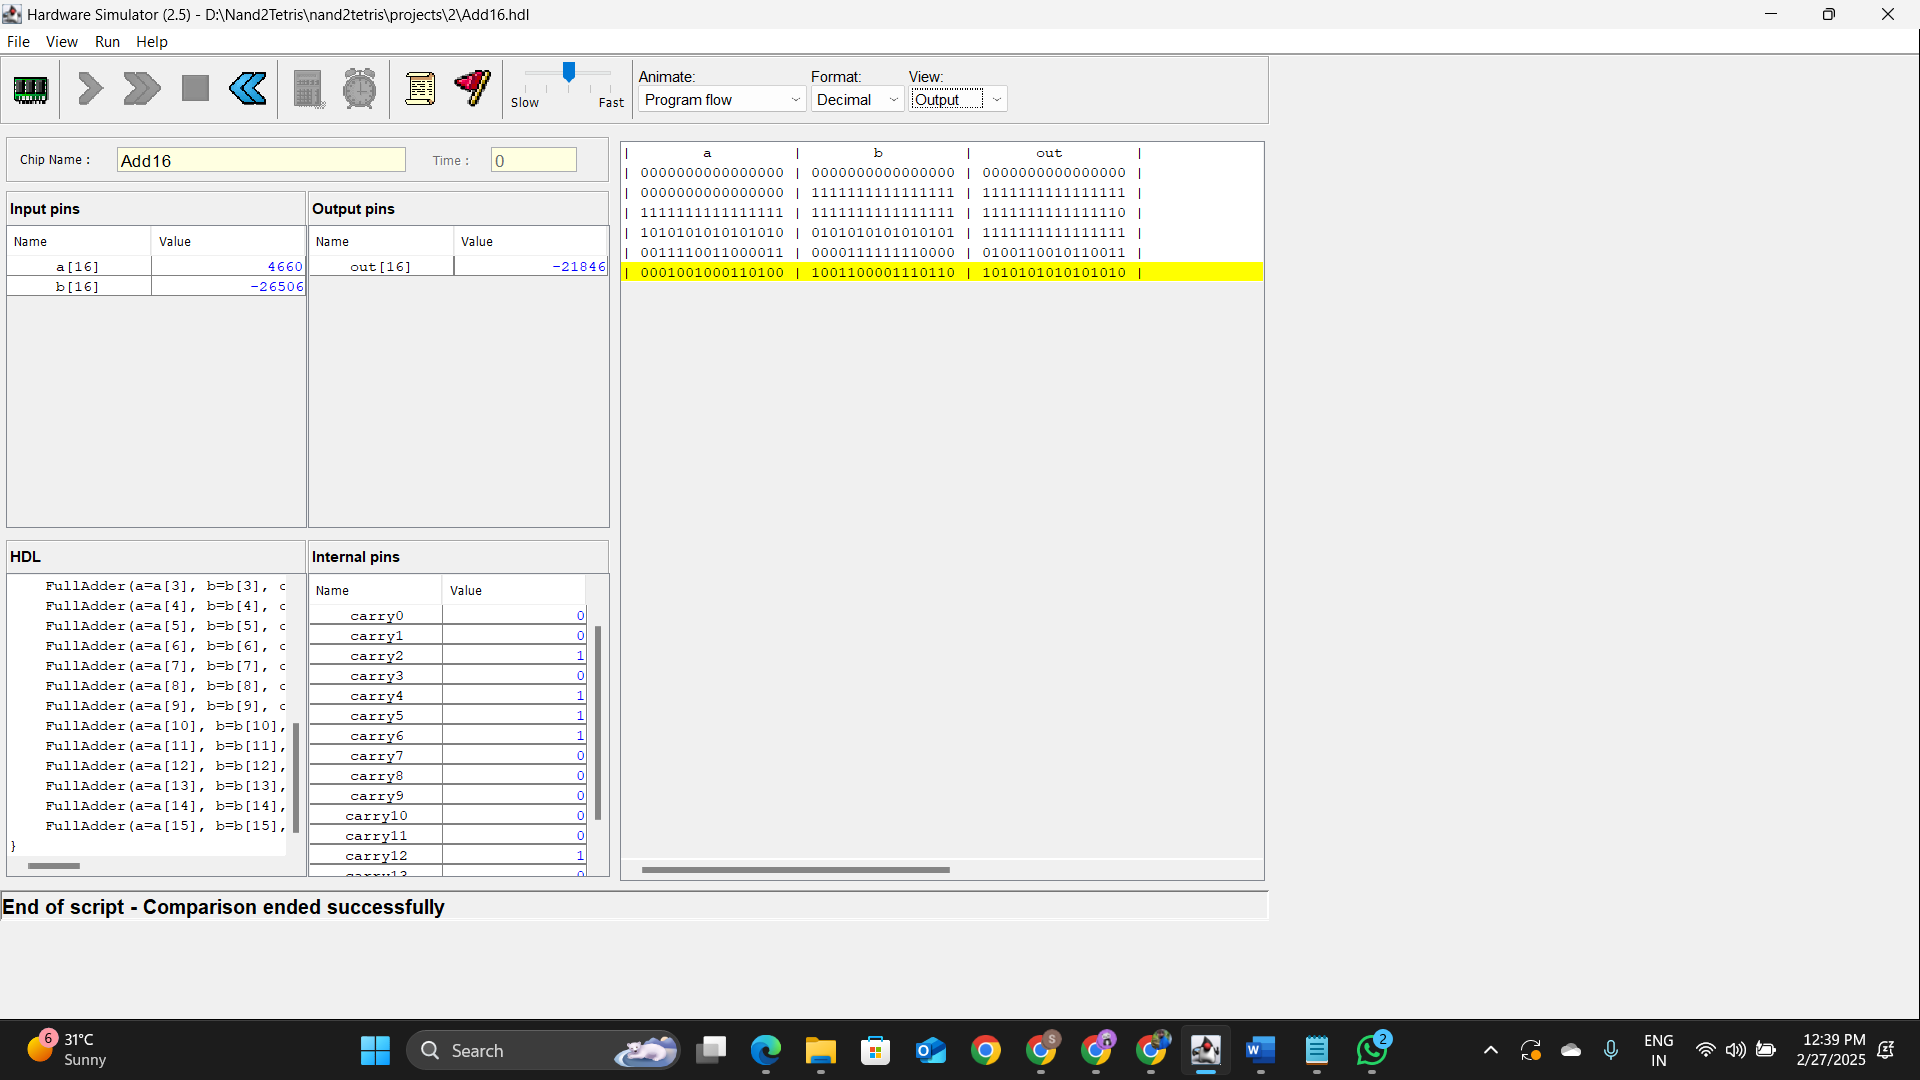 Hardware Simulator (2.5) - D:\Nand2Tetris\nand2tetris\projects\2\Add16.hdl
File View Run Help
Slow Fast
Animate: Format: View:
Program flow Decimal Output
Chip Name : Add16 Time : 0
Input pins
Name Value
a[16] 4660
b[16] -26506
Output pins
Name Value
out[16] -21846
| a | b | out |
| 0000000000000000 | 0000000000000000 | 0000000000000000 |
| 0000000000000000 | 1111111111111111 | 1111111111111111 |
| 1111111111111111 | 1111111111111111 | 1111111111111110 |
| 1010101010101010 | 0101010101010101 | 1111111111111111 |
| 0011110011000011 | 0000111111110000 | 0100110010110011 |
| 0001001000110100 | 1001100001110110 | 1010101010101010 |
HDL
FullAdder(a=a[3], b=b[3], c
FullAdder(a=a[4], b=b[4], c
FullAdder(a=a[5], b=b[5], c
FullAdder(a=a[6], b=b[6], c
FullAdder(a=a[7], b=b[7], c
FullAdder(a=a[8], b=b[8], c
FullAdder(a=a[9], b=b[9], c
FullAdder(a=a[10], b=b[10],
FullAdder(a=a[11], b=b[11],
FullAdder(a=a[12], b=b[12],
FullAdder(a=a[13], b=b[13],
FullAdder(a=a[14], b=b[14],
FullAdder(a=a[15], b=b[15],
}
Internal pins
Name Value
carry0 0
carry1 0
carry2 1
carry3 0
carry4 1
carry5 1
carry6 1
carry7 0
carry8 0
carry9 0
carry10 0
carry11 0
carry12 1
carry13 0
End of script - Comparison ended successfully
6
31°C
Sunny
Search
S
2
ENG
IN
12:39 PM
2/27/2025